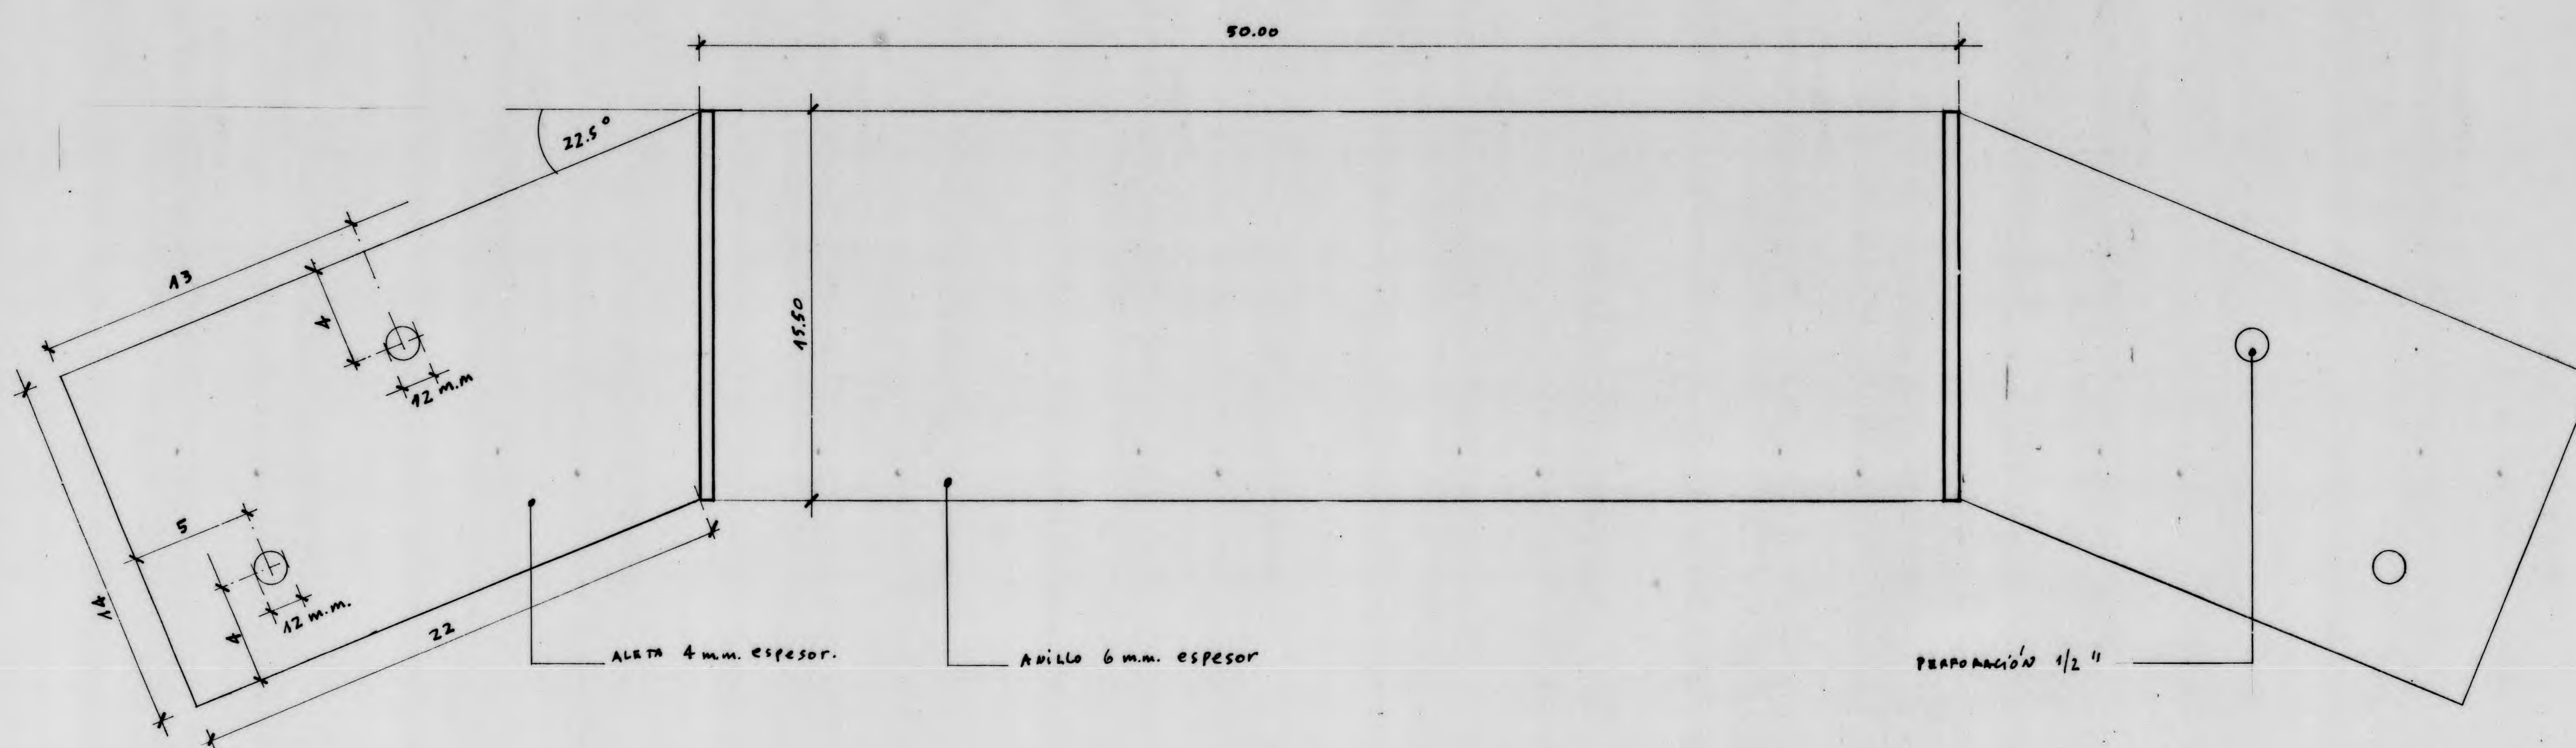 50.00
22.5°
13
4
12 m.m
15.50
5
14
4
12 m.m.
22
ALETA 4 m.m. espesor.
ANILLO 6 m.m. espesor
PERFORACIÓN 1/2 "